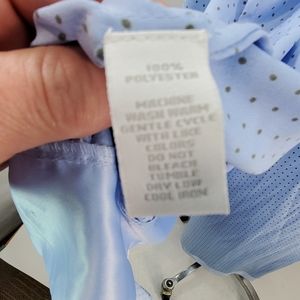 100%
POLYESTER
MACHINE
WASH WARM
GENTLE CYCLE
WITH LIKE
COLORS
DO NOT
BLEACH
TUMBLE
DRY LOW
COOL IRON